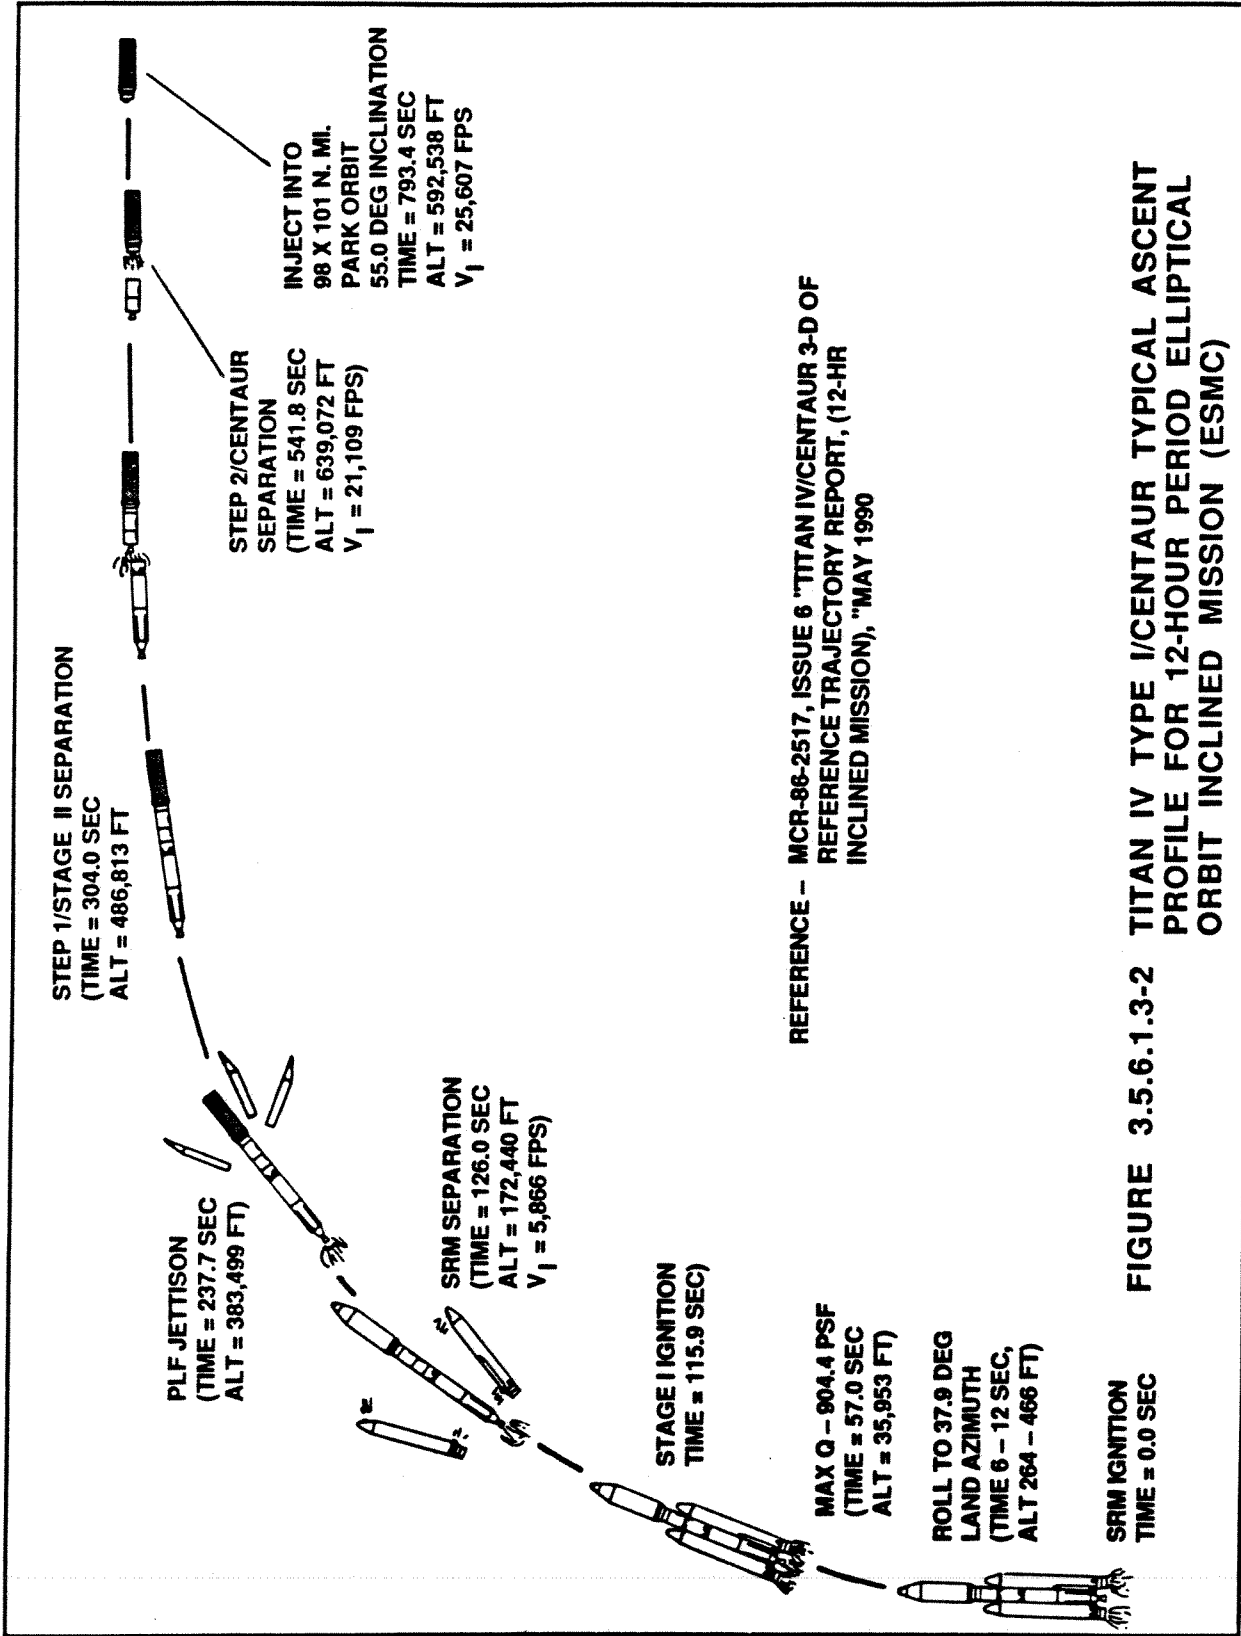 STEP 1/STAGE II SEPARATION
(TIME = 304.0 SEC
ALT = 486,813 FT
INJECT INTO
98 X 101 N. MI.
PARK ORBIT
55.0 DEG INCLINATION
TIME = 793.4 SEC
ALT = 592,538 FT
VI = 25,607 FPS
STEP 2/CENTAUR
SEPARATION
(TIME = 541.8 SEC
ALT = 639,072 FT
VI = 21,109 FPS)
PLF JETTISON
(TIME = 237.7 SEC
ALT = 383,499 FT)
SRM SEPARATION
(TIME = 126.0 SEC
ALT = 172,440 FT
VI = 5,866 FPS)
STAGE I IGNITION
TIME = 115.9 SEC)
MAX Q – 904.4 PSF
(TIME = 57.0 SEC
ALT = 35,953 FT)
ROLL TO 37.9 DEG
LAND AZIMUTH
(TIME 6 – 12 SEC,
ALT 264 – 466 FT)
SRM IGNITION
TIME = 0.0 SEC
REFERENCE – MCR-86-2517, ISSUE 6 "TITAN IV/CENTAUR 3-D OF
REFERENCE TRAJECTORY REPORT, (12-HR
INCLINED MISSION), "MAY 1990
FIGURE 3.5.6.1.3-2 TITAN IV TYPE I/CENTAUR TYPICAL ASCENT
PROFILE FOR 12-HOUR PERIOD ELLIPTICAL
ORBIT INCLINED MISSION (ESMC)